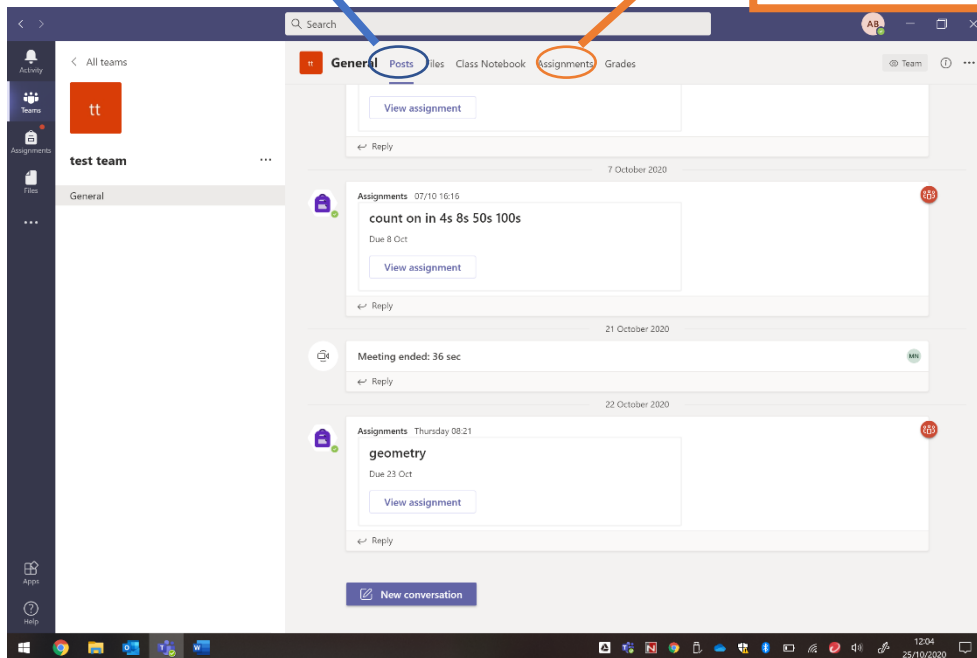 Search
AB
Activity
Teams
Assignments
Files
Apps
Help
All teams
tt
test team
General
tt General Posts Files Class Notebook Assignments Grades
Team
View assignment
Reply
7 October 2020
Assignments 07/10 16:16
count on in 4s 8s 50s 100s
Due 8 Oct
View assignment
Reply
21 October 2020
Meeting ended: 36 sec
MN
Reply
22 October 2020
Assignments Thursday 08:21
geometry
Due 23 Oct
View assignment
Reply
New conversation
12:04
25/10/2020